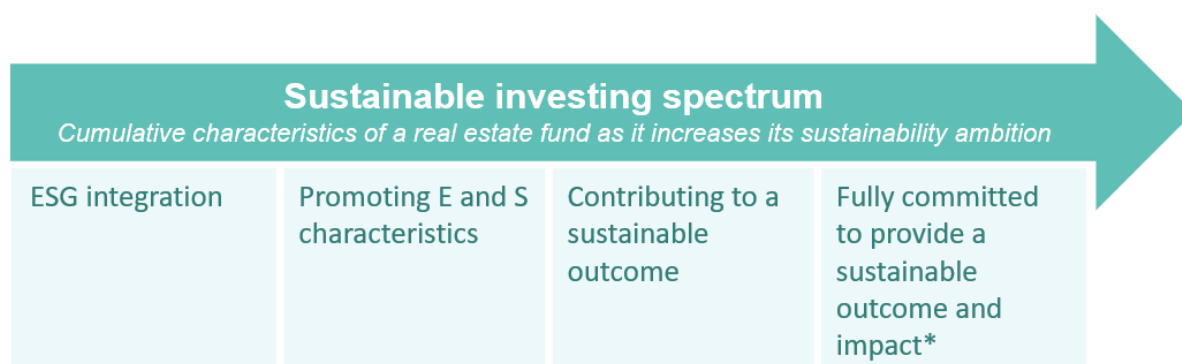 Sustainable investing spectrum
Cumulative characteristics of a real estate fund as it increases its sustainability ambition
ESG integration
Promoting E and S
characteristics
Contributing to a
sustainable
outcome
Fully committed
to provide a
sustainable
outcome and
impact*